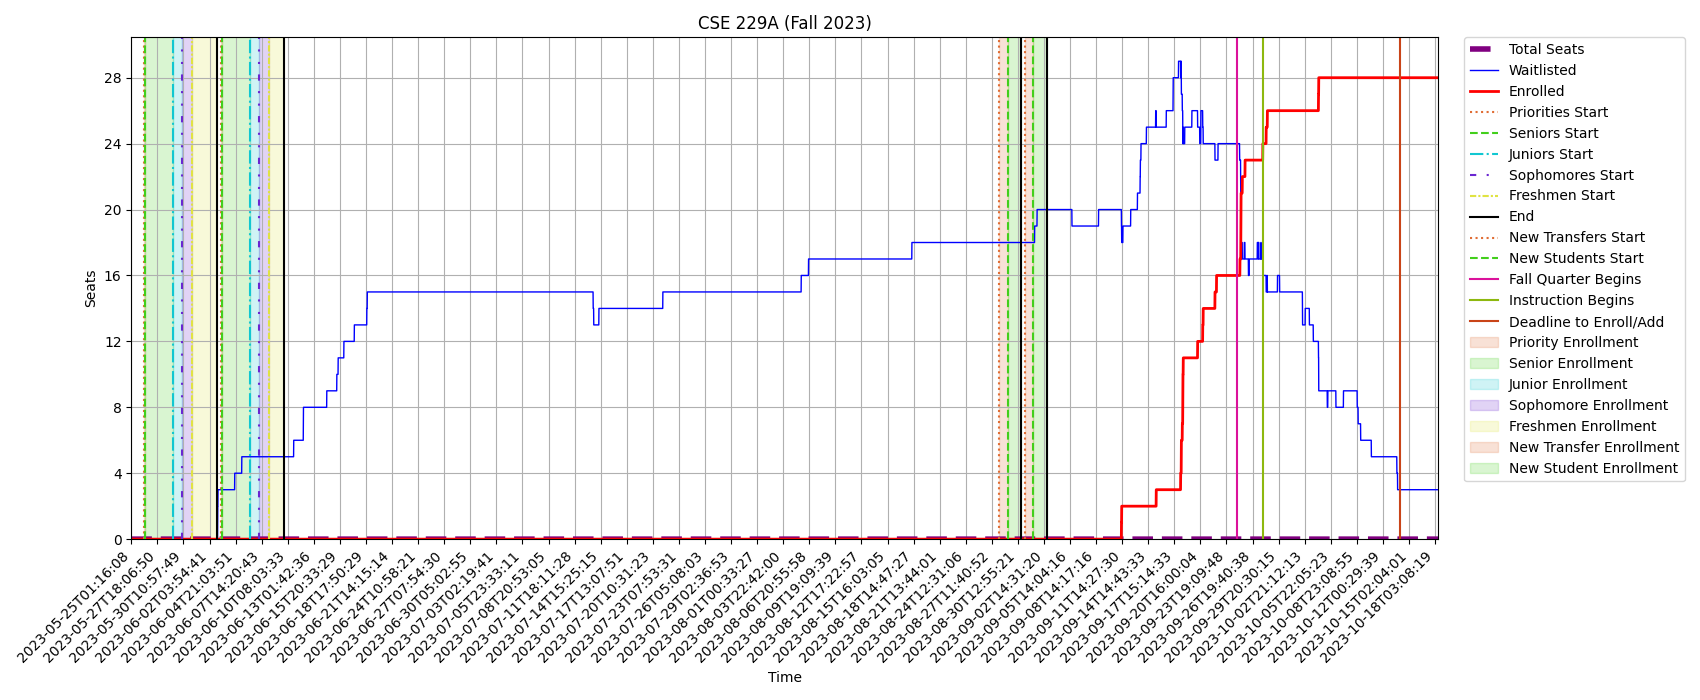 CSE 229A (Fall 2023)
Seats
28
24
20
16
12
8
4
0
2023-05-25T01:16:08
2023-05-27T18:06:50
2023-05-30T10:57:49
2023-06-02T03:54:41
2023-06-04T21:03:51
2023-06-07T14:20:43
2023-06-10T08:03:33
2023-06-13T01:42:36
2023-06-15T20:33:29
2023-06-18T17:50:29
2023-06-21T14:15:14
2023-06-24T10:58:21
2023-06-27T07:54:30
2023-06-30T05:02:55
2023-07-03T02:19:41
2023-07-05T23:33:11
2023-07-08T20:53:05
2023-07-11T18:11:28
2023-07-14T15:25:15
2023-07-17T13:07:51
2023-07-20T10:31:23
2023-07-23T07:53:31
2023-07-26T05:08:03
2023-07-29T02:36:53
2023-08-01T00:33:27
2023-08-03T22:42:00
2023-08-06T20:55:58
2023-08-09T19:09:39
2023-08-12T17:22:57
2023-08-15T16:03:05
2023-08-18T14:47:27
2023-08-21T13:44:01
2023-08-24T12:31:06
2023-08-27T11:40:52
2023-08-30T12:55:21
2023-09-02T14:31:20
2023-09-05T14:04:16
2023-09-08T14:17:16
2023-09-11T14:27:30
2023-09-14T14:43:33
2023-09-17T15:14:33
2023-09-20T16:00:04
2023-09-23T19:09:48
2023-09-26T19:40:38
2023-09-29T20:30:15
2023-10-02T21:12:13
2023-10-05T22:05:23
2023-10-08T23:08:55
2023-10-12T00:29:39
2023-10-15T02:04:01
2023-10-18T03:08:19
Time
Total Seats
Waitlisted
Enrolled
Priorities Start
Seniors Start
Juniors Start
Sophomores Start
Freshmen Start
End
New Transfers Start
New Students Start
Fall Quarter Begins
Instruction Begins
Deadline to Enroll/Add
Priority Enrollment
Senior Enrollment
Junior Enrollment
Sophomore Enrollment
Freshmen Enrollment
New Transfer Enrollment
New Student Enrollment